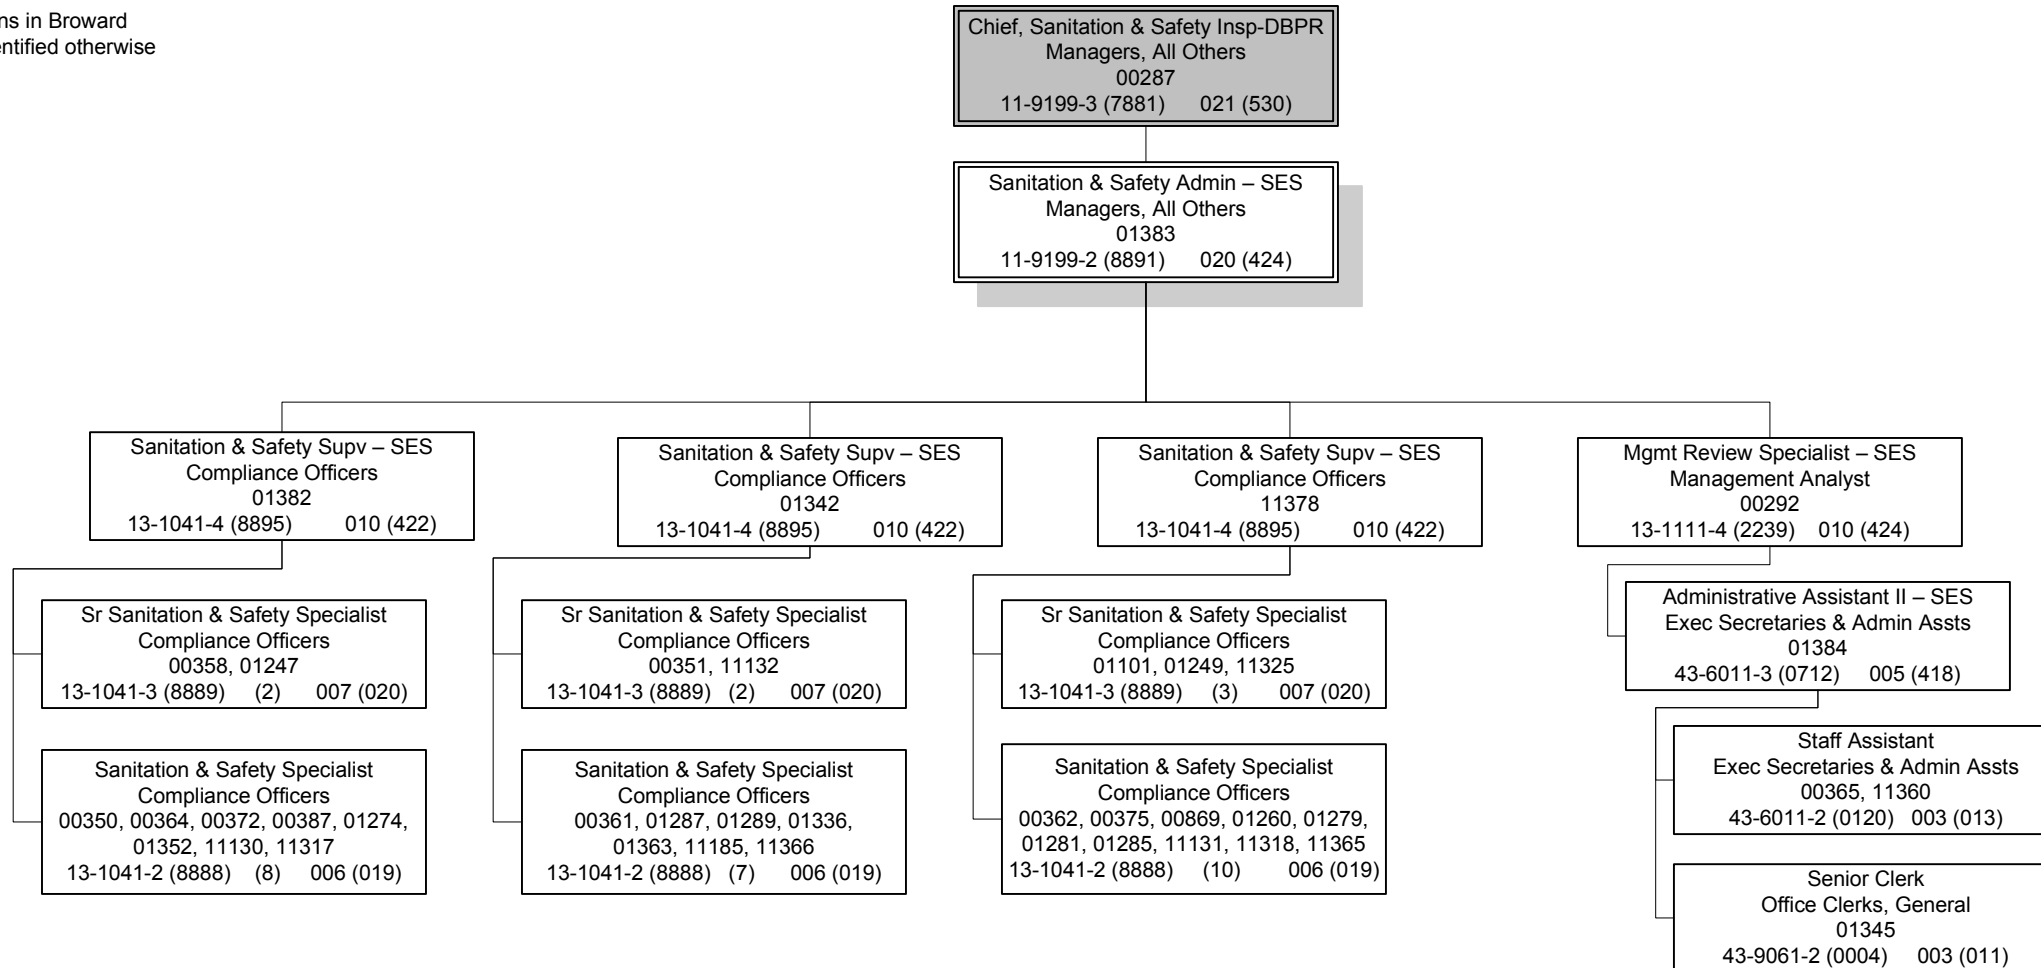 ns in Broward
entified otherwise
Chief, Sanitation & Safety Insp-DBPR
Managers, All Others
00287
11-9199-3 (7881) 021 (530)
Sanitation & Safety Admin – SES
Managers, All Others
01383
11-9199-2 (8891) 020 (424)
Sanitation & Safety Supv – SES
Compliance Officers
01382
13-1041-4 (8895) 010 (422)
Sr Sanitation & Safety Specialist
Compliance Officers
00358, 01247
13-1041-3 (8889) (2) 007 (020)
Sanitation & Safety Specialist
Compliance Officers
00350, 00364, 00372, 00387, 01274,
01352, 11130, 11317
13-1041-2 (8888) (8) 006 (019)
Sanitation & Safety Supv – SES
Compliance Officers
01342
13-1041-4 (8895) 010 (422)
Sr Sanitation & Safety Specialist
Compliance Officers
00351, 11132
13-1041-3 (8889) (2) 007 (020)
Sanitation & Safety Specialist
Compliance Officers
00361, 01287, 01289, 01336,
01363, 11185, 11366
13-1041-2 (8888) (7) 006 (019)
Sanitation & Safety Supv – SES
Compliance Officers
11378
13-1041-4 (8895) 010 (422)
Sr Sanitation & Safety Specialist
Compliance Officers
01101, 01249, 11325
13-1041-3 (8889) (3) 007 (020)
Sanitation & Safety Specialist
Compliance Officers
00362, 00375, 00869, 01260, 01279,
01281, 01285, 11131, 11318, 11365
13-1041-2 (8888) (10) 006 (019)
Mgmt Review Specialist – SES
Management Analyst
00292
13-1111-4 (2239) 010 (424)
Administrative Assistant II – SES
Exec Secretaries & Admin Assts
01384
43-6011-3 (0712) 005 (418)
Staff Assistant
Exec Secretaries & Admin Assts
00365, 11360
43-6011-2 (0120) 003 (013)
Senior Clerk
Office Clerks, General
01345
43-9061-2 (0004) 003 (011)